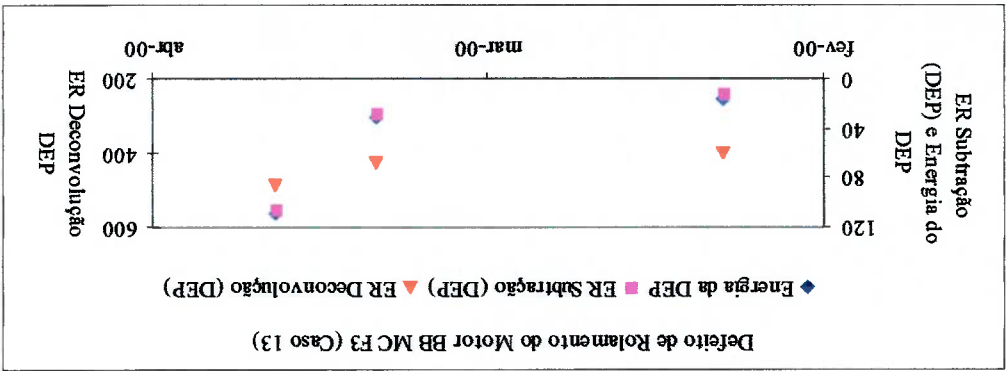 Defeito de Rolamento do Motor BB MC F3 (Caso 13)
Energia da DEP ER Subtração (DEP) ER Deconvolução (DEP)
ER Subtração
(DEP) e Energia do
DEP
120
80
40
0
600
400
200
ER Deconvolução
DEP
fev-00 mar-00 abr-00